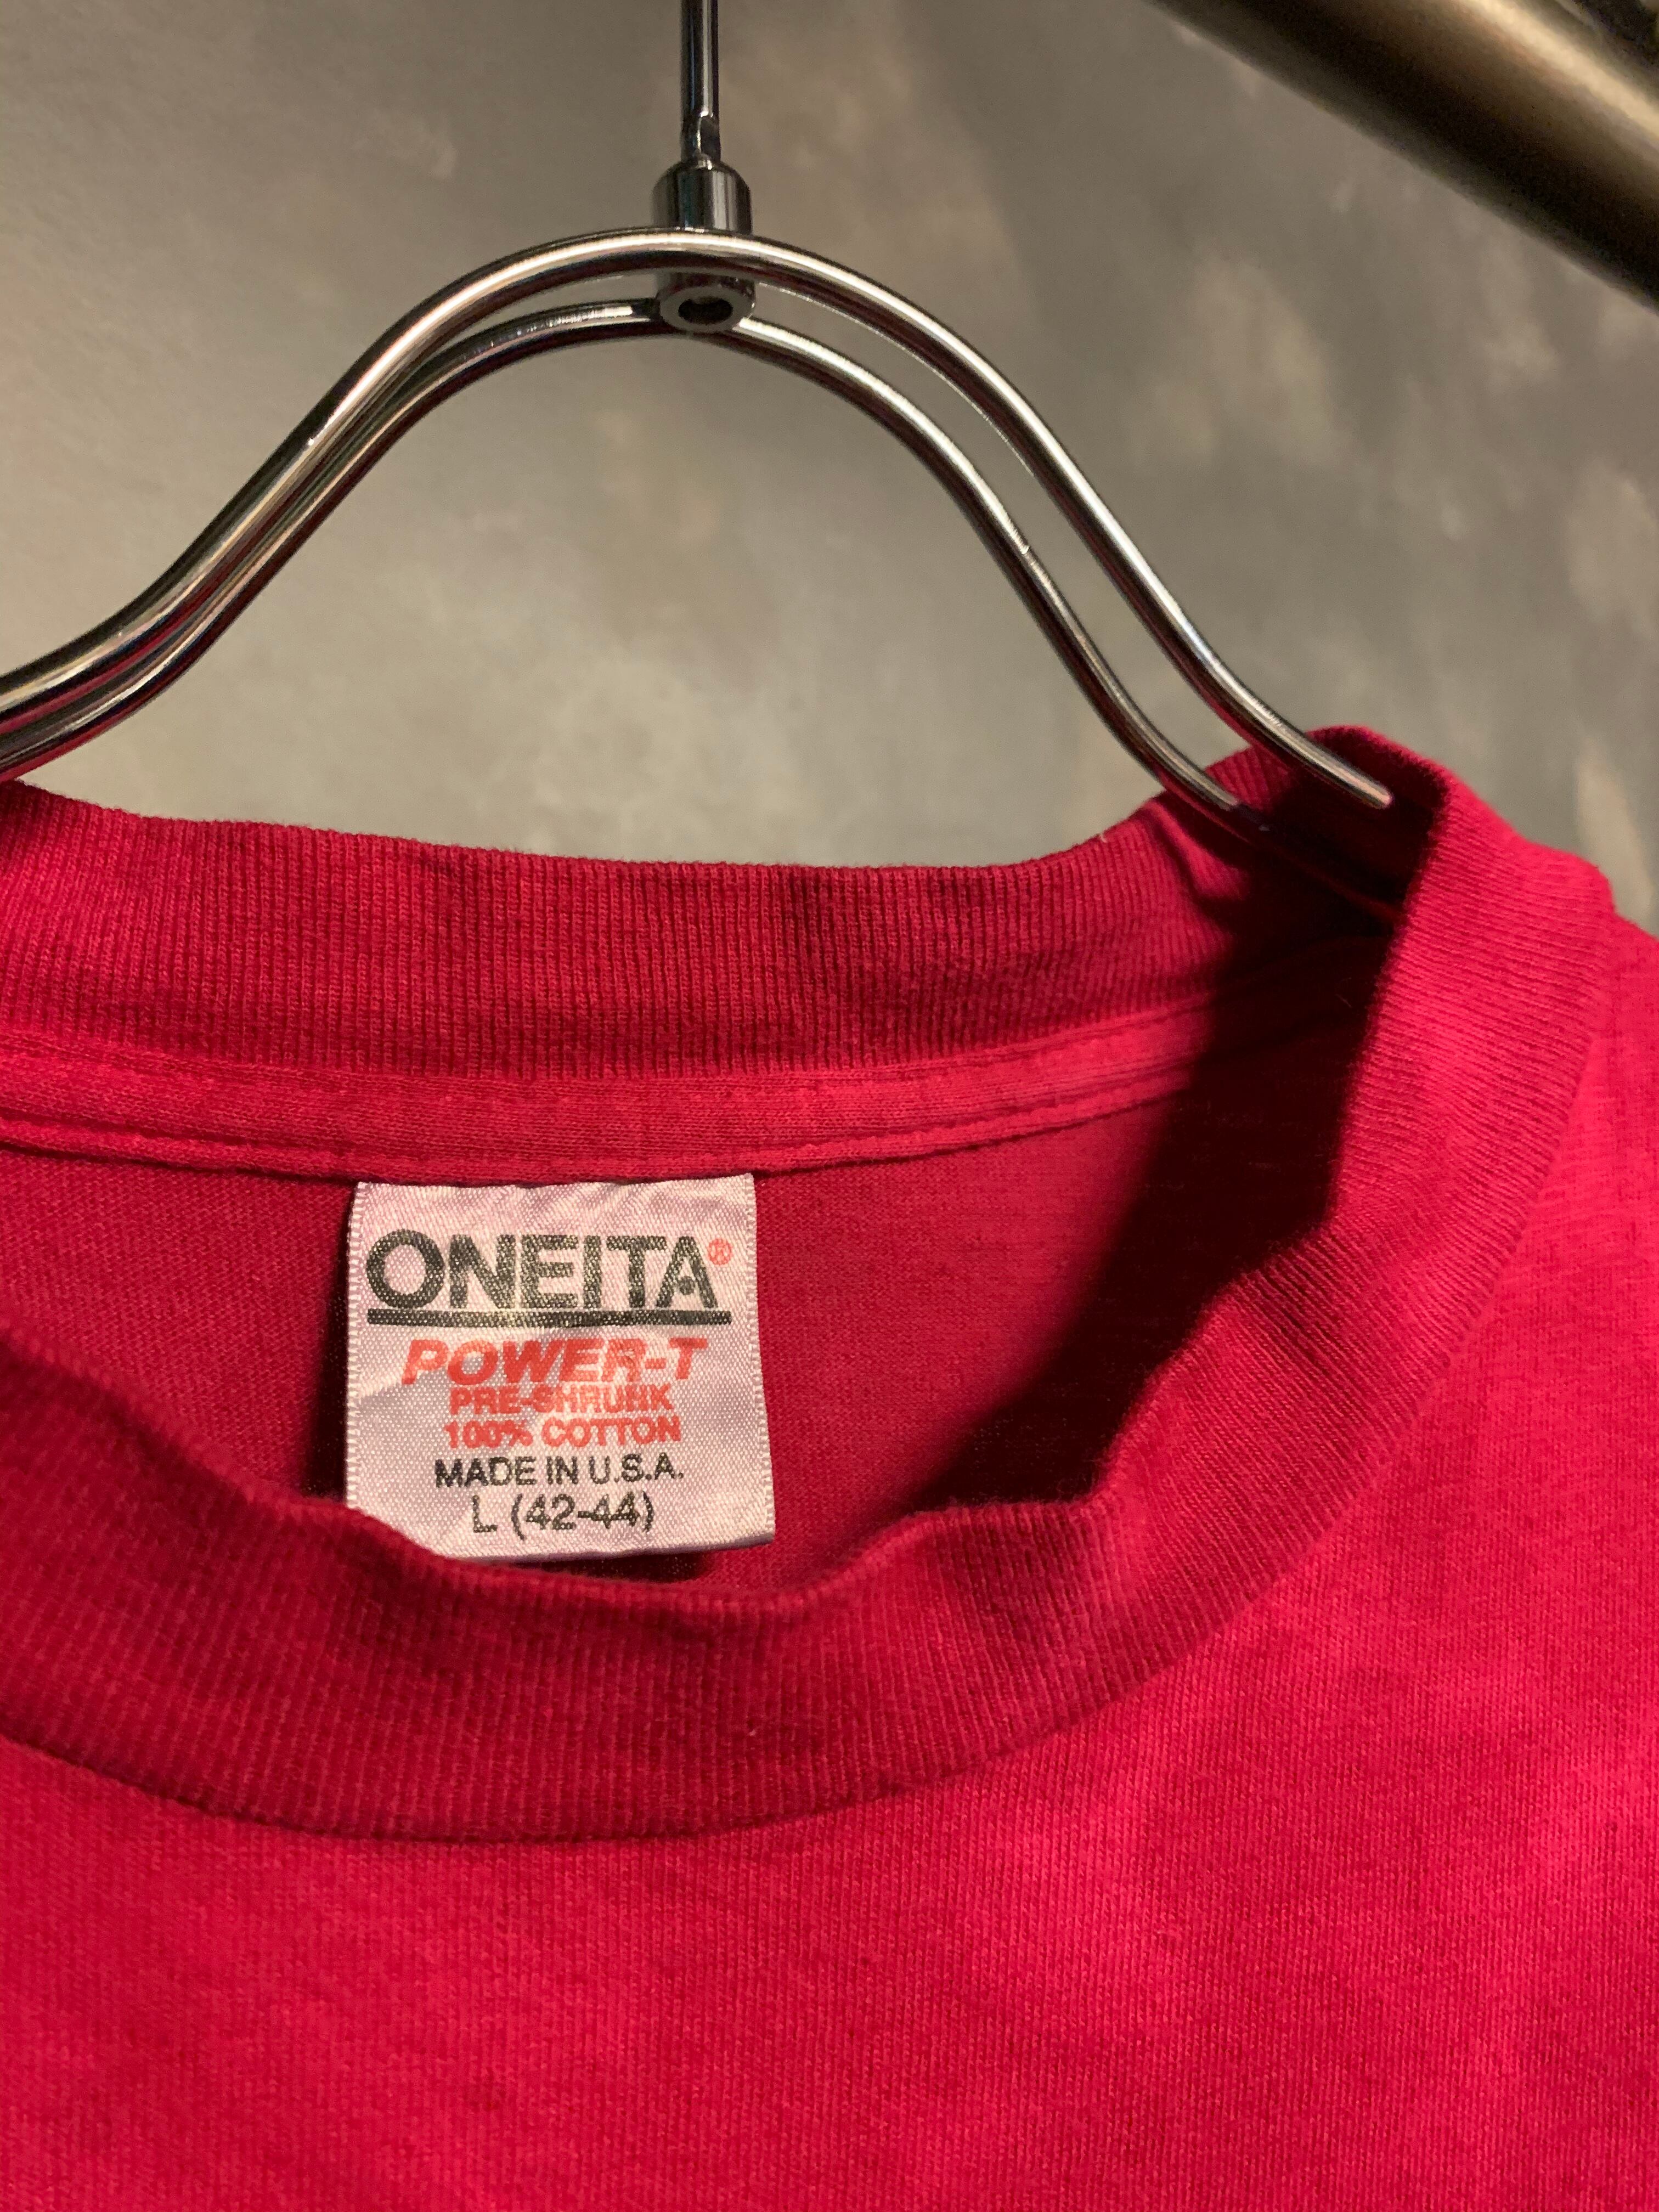 ONEITA®
POWER-T
PRE-SHRUNK
100% COTTON
MADE IN U.S.A.
L (42-44)